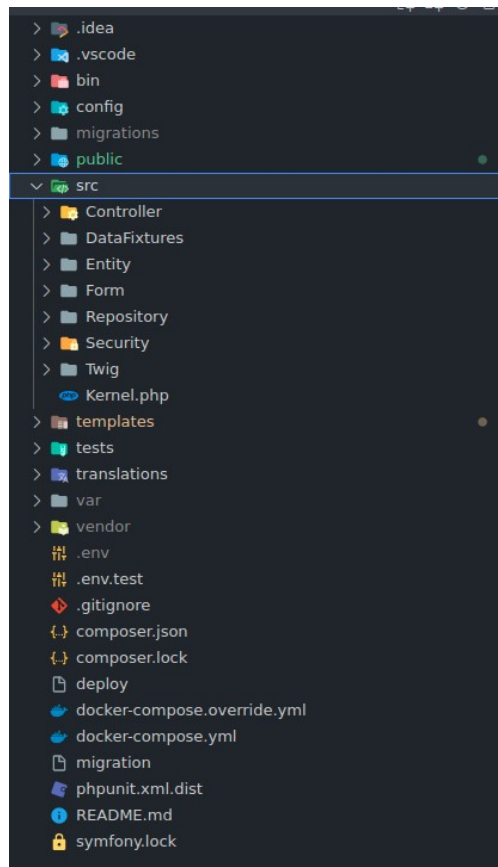 .idea
.vscode
bin
config
migrations
public
src
Controller
DataFixtures
Entity
Form
Repository
Security
Twig
Kernel.php
templates
tests
translations
var
vendor
.env
.env.test
.gitignore
composer.json
composer.lock
deploy
docker-compose.override.yml
docker-compose.yml
migration
phpunit.xml.dist
README.md
symfony.lock